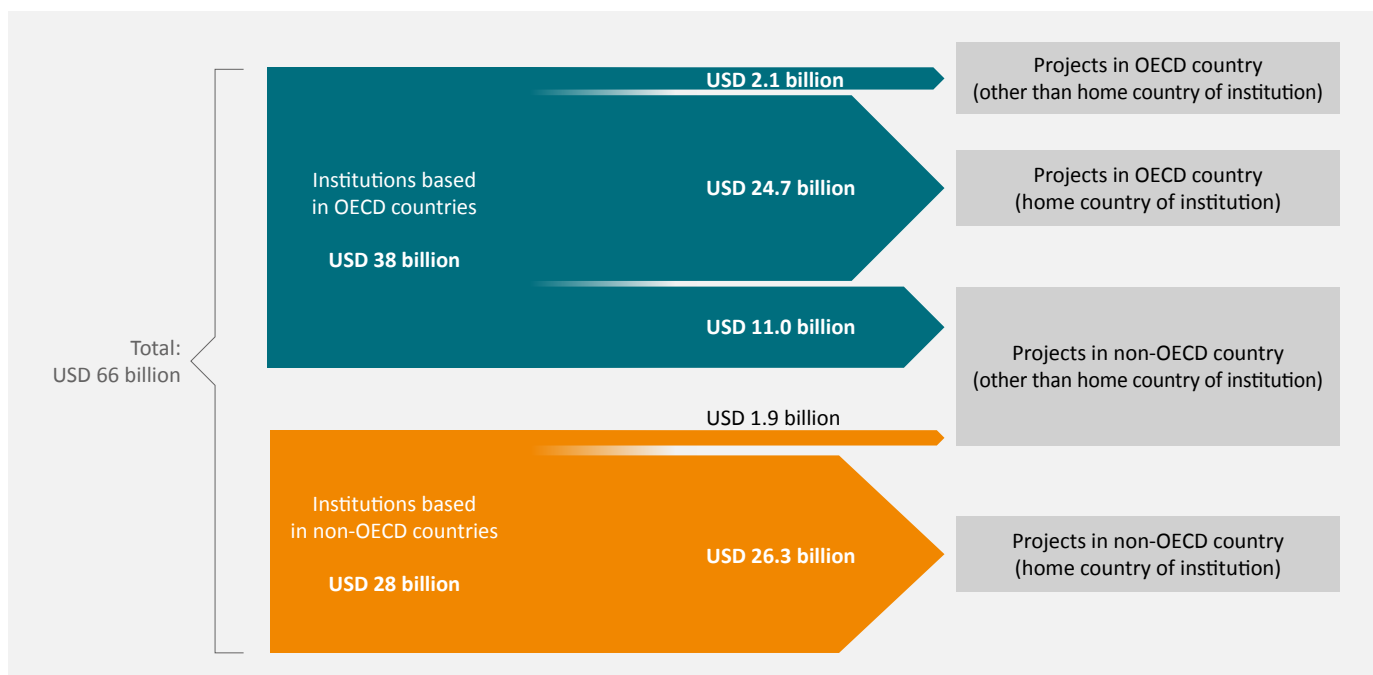 Total:
USD 66 billion
Institutions based
in OECD countries
USD 38 billion
USD 2.1 billion
USD 24.7 billion
USD 11.0 billion
Projects in OECD country
(other than home country of institution)
Projects in OECD country
(home country of institution)
Projects in non-OECD country
(other than home country of institution)
Institutions based
in non-OECD countries
USD 28 billion
USD 1.9 billion
USD 26.3 billion
Projects in non-OECD country
(home country of institution)